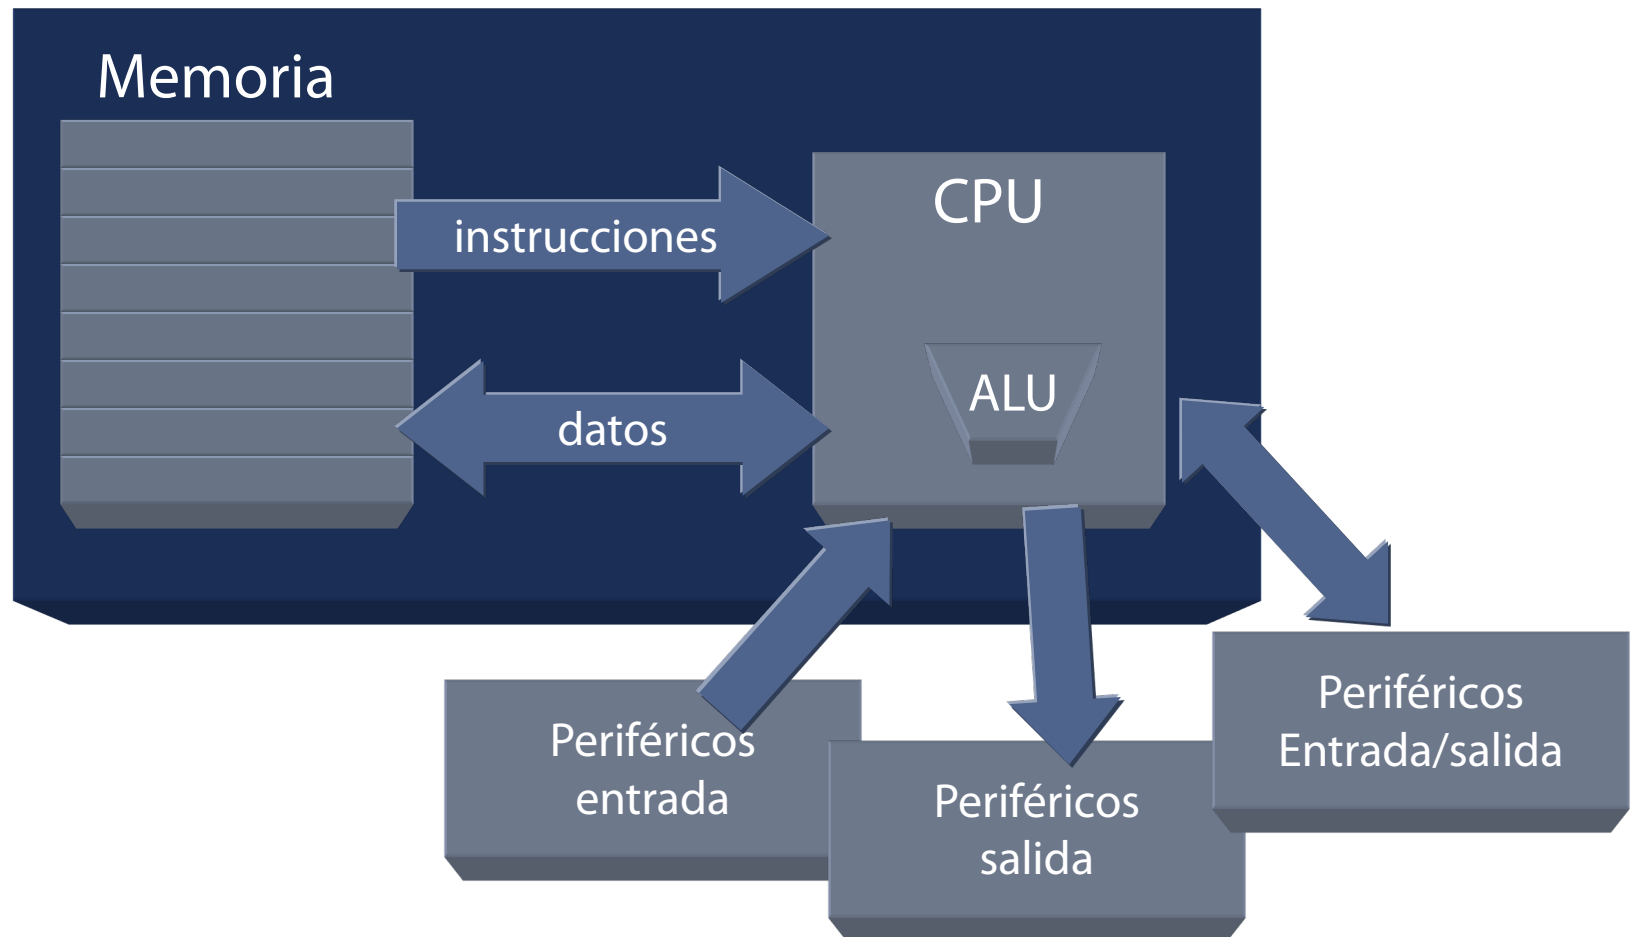 Memoria
CPU
instrucciones
ALU
datos
Periféricos
entrada
Periféricos
salida
Periféricos
Entrada/salida